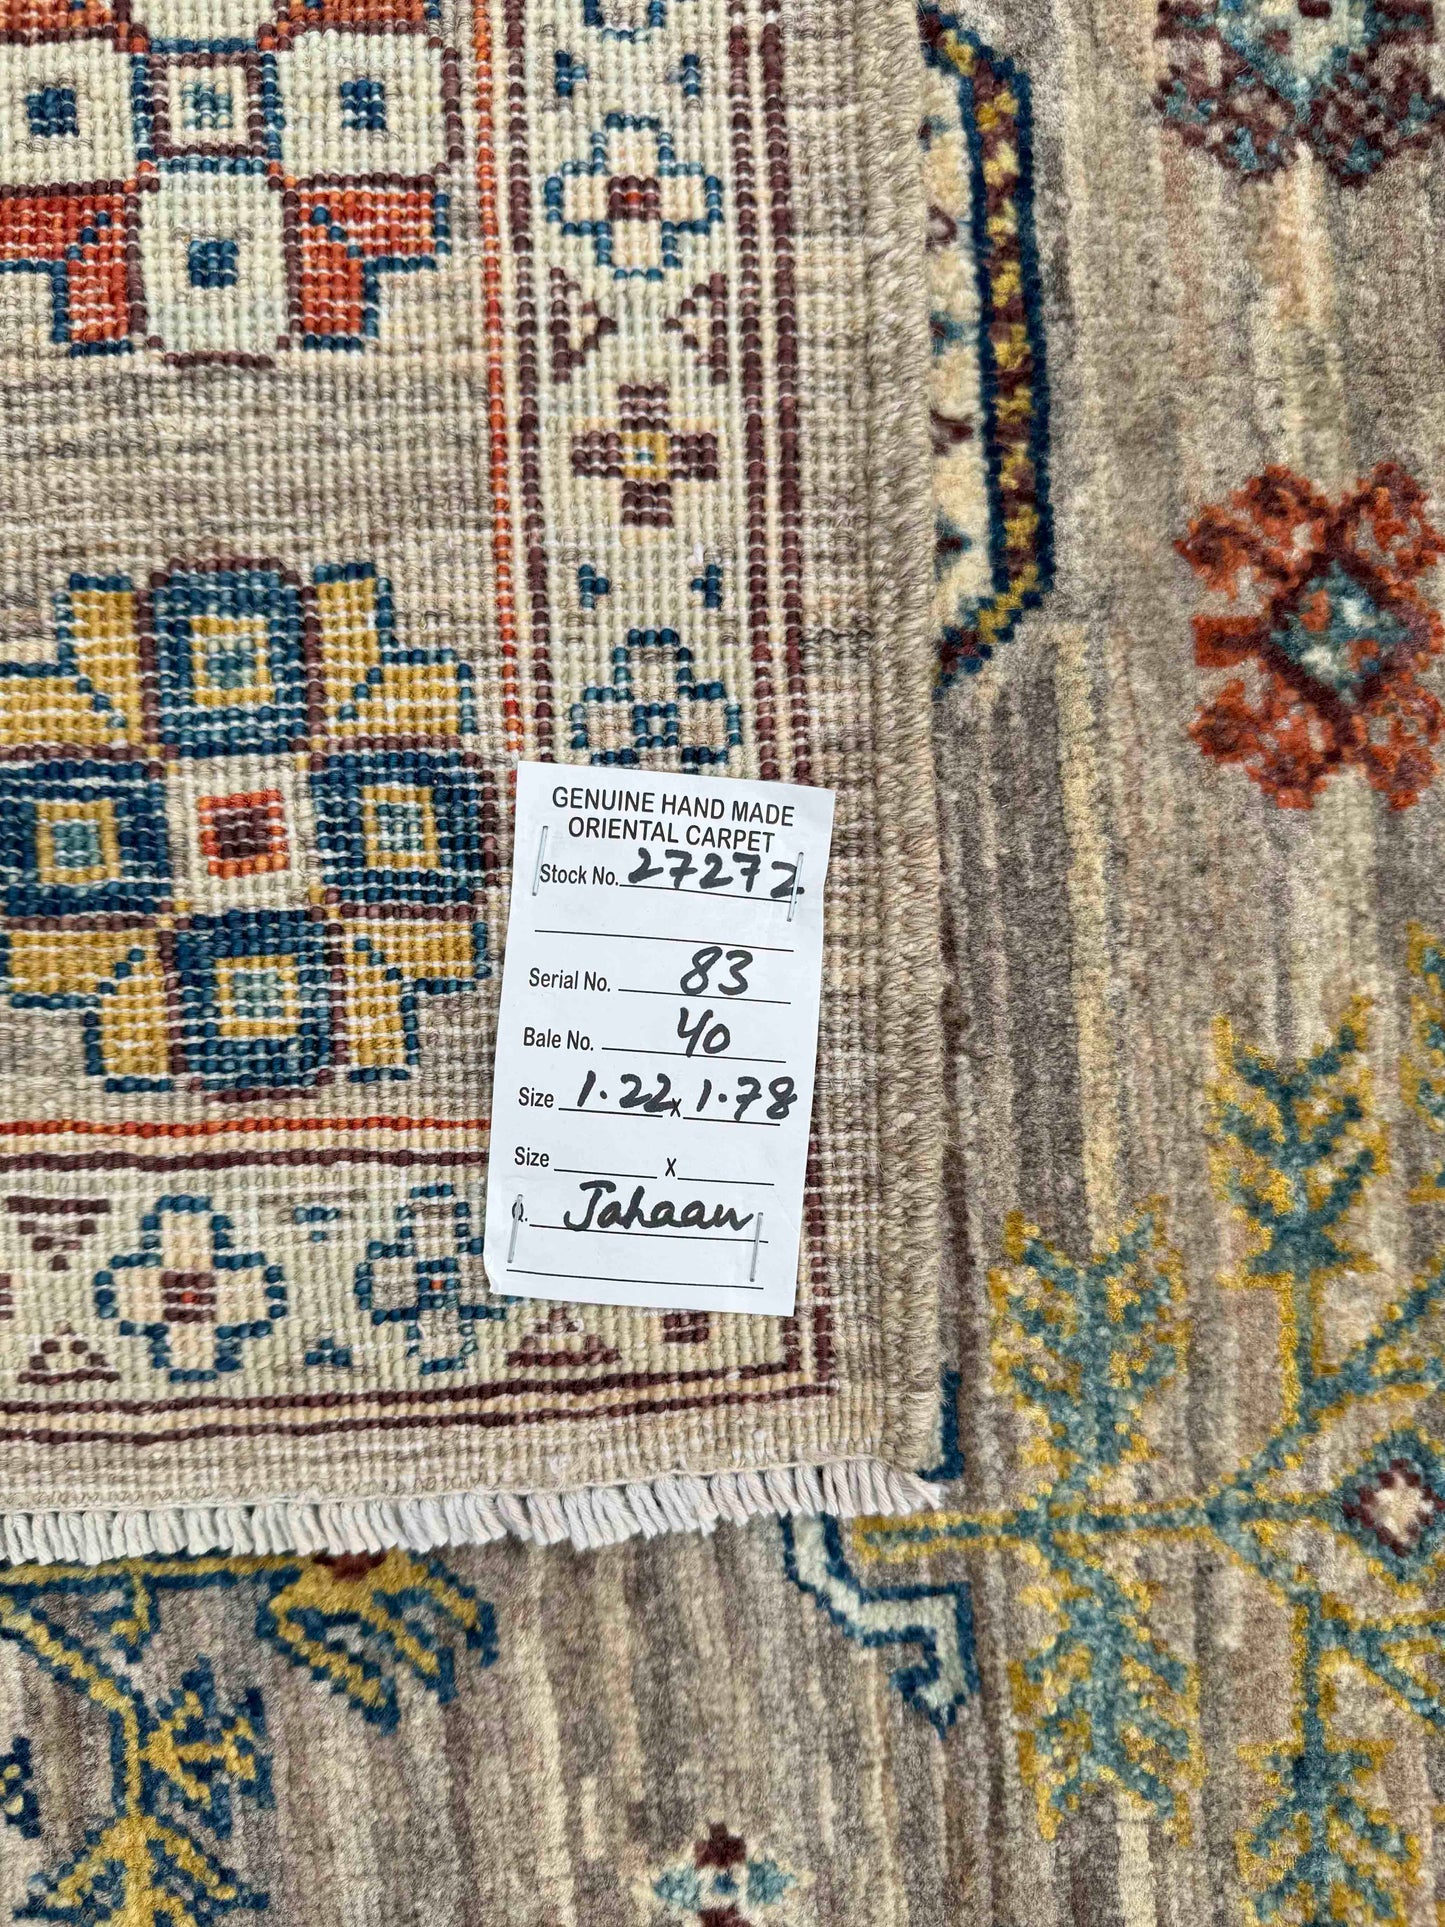 GENUINE HAND MADE
ORIENTAL CARPET
Stock No. 27272
Serial No. 83
Bale No. 40
Size 1.22 x 1.78
Size x
Q. Jahaan